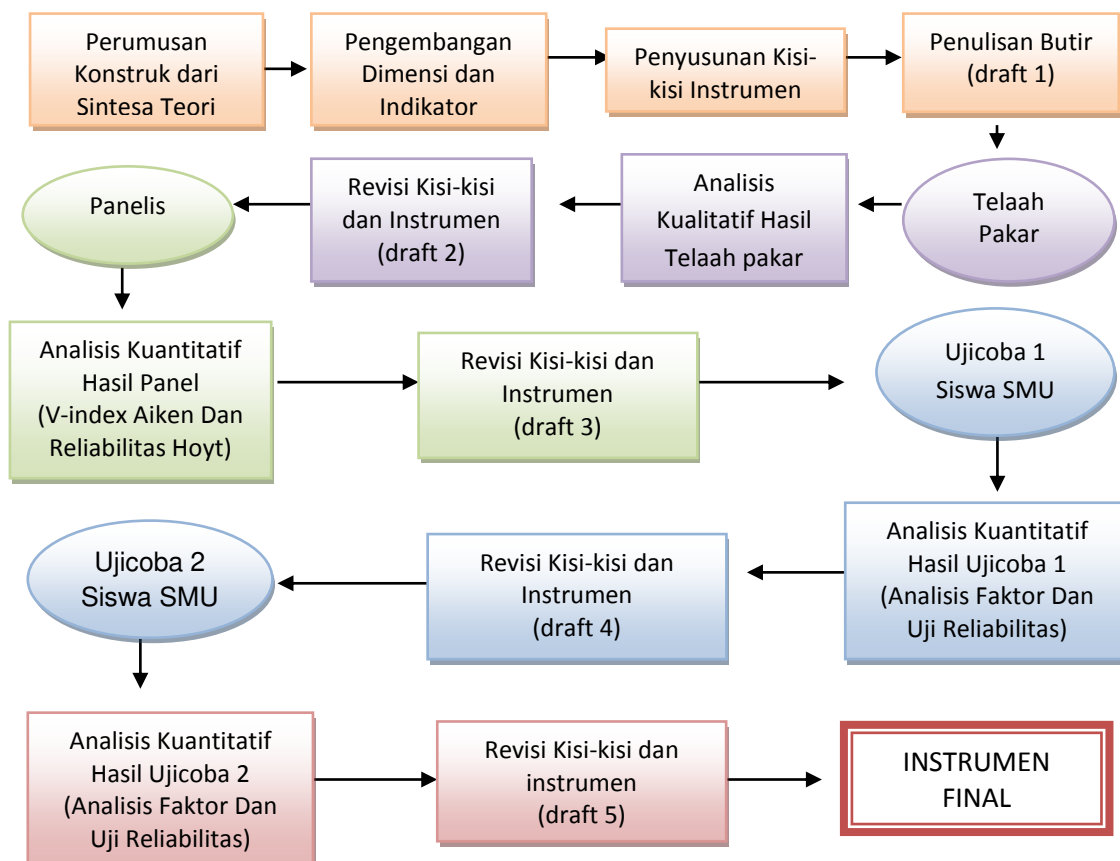 Perumusan
Konstruk dari
Sintesa Teori
Pengembangan
Dimensi dan
Indikator
Penyusunan Kisi-
kisi Instrumen
Penulisan Butir
(draft 1)
Telaah
Pakar
Analisis
Kualitatif Hasil
Telaah pakar
Revisi Kisi-kisi
dan Instrumen
(draft 2)
Panelis
Analisis Kuantitatif
Hasil Panel
(V-index Aiken Dan
Reliabilitas Hoyt)
Revisi Kisi-kisi dan
Instrumen
(draft 3)
Ujicoba 1
Siswa SMU
Analisis Kuantitatif
Hasil Ujicoba 1
(Analisis Faktor Dan
Uji Reliabilitas)
Revisi Kisi-kisi dan
Instrumen
(draft 4)
Ujicoba 2
Siswa SMU
Analisis Kuantitatif
Hasil Ujicoba 2
(Analisis Faktor Dan
Uji Reliabilitas)
Revisi Kisi-kisi dan
instrumen
(draft 5)
INSTRUMEN
FINAL